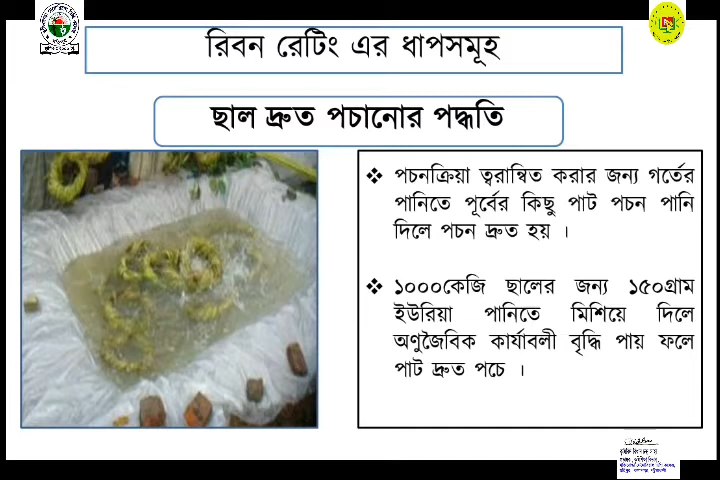 রিবন রেটিং এর ধাপসমূহ
ছাল দ্রুত পচানোর পদ্ধতি
❖ পচনক্রিয়া ত্বরান্বিত করার জন্য গর্তের
পানিতে পূর্বের কিছু পাট পচন পানি
দিলে পচন দ্রুত হয় ।
❖ ১০০০কেজি ছালের জন্য ১৫০গ্রাম
ইউরিয়া পানিতে মিশিয়ে দিলে
অণুজৈবিক কার্যাবলী বৃদ্ধি পায় ফলে
পাট দ্রুত পচে ।